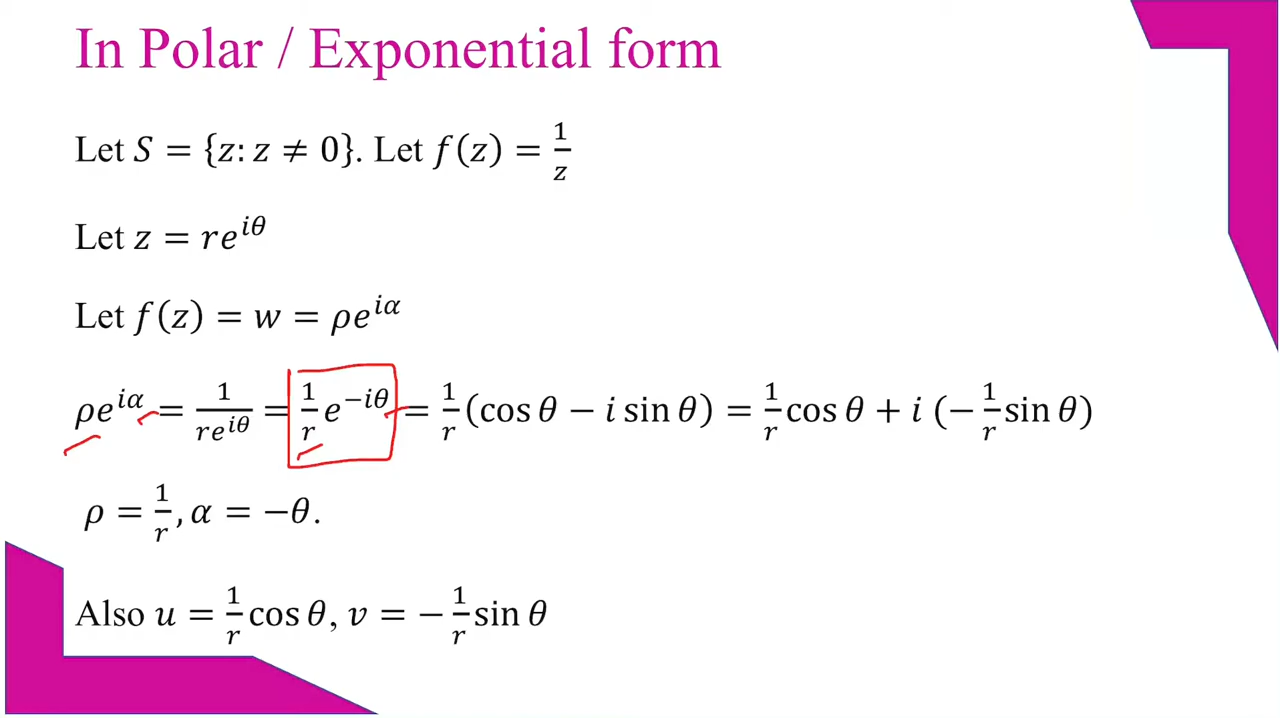 In Polar / Exponential form
Let 𝑆 = {𝑧: 𝑧 ≠ 0}. Let 𝑓(𝑧) = 1/𝑧
Let 𝑧 = 𝑟𝑒^{𝑖𝜃}
Let 𝑓(𝑧) = 𝑤 = 𝜌𝑒^{𝑖𝛼}
𝜌𝑒^{𝑖𝛼} = 1/(𝑟𝑒^{𝑖𝜃}) = 1/𝑟 𝑒^{−𝑖𝜃} = 1/𝑟 (cos 𝜃 − 𝑖 sin 𝜃) = 1/𝑟 cos 𝜃 + 𝑖 (− 1/𝑟 sin 𝜃)
𝜌 = 1/𝑟, 𝛼 = −𝜃.
Also 𝑢 = 1/𝑟 cos 𝜃, 𝑣 = − 1/𝑟 sin 𝜃